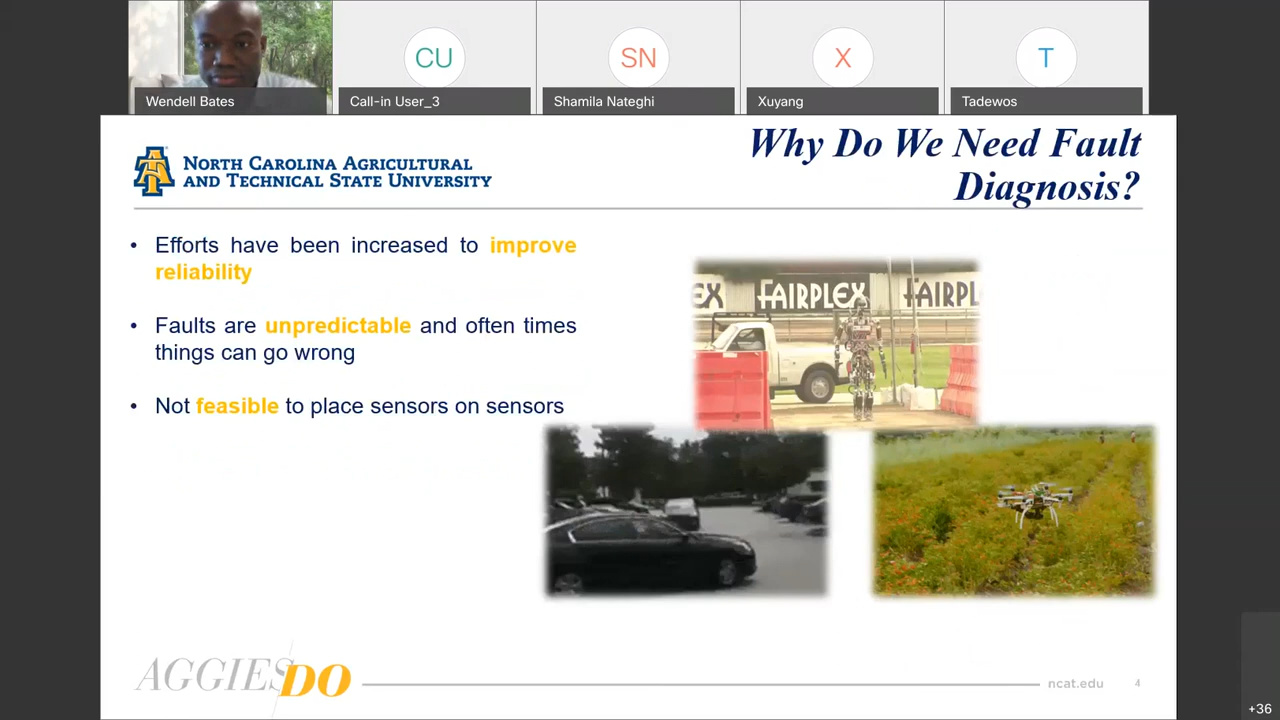 CU
SN
X
T
Wendell Bates
Call-in User_3
Shamila Nateghi
Xuyang
Tadewos
NORTH CAROLINA AGRICULTURAL
AND TECHNICAL STATE UNIVERSITY
Why Do We Need Fault
Diagnosis?
• Efforts have been increased to improve
reliability
• Faults are unpredictable and often times
things can go wrong
• Not feasible to place sensors on sensors
EX FAIRPLEX FAIRPL
AGGIES DO
ncat.edu 4
+36